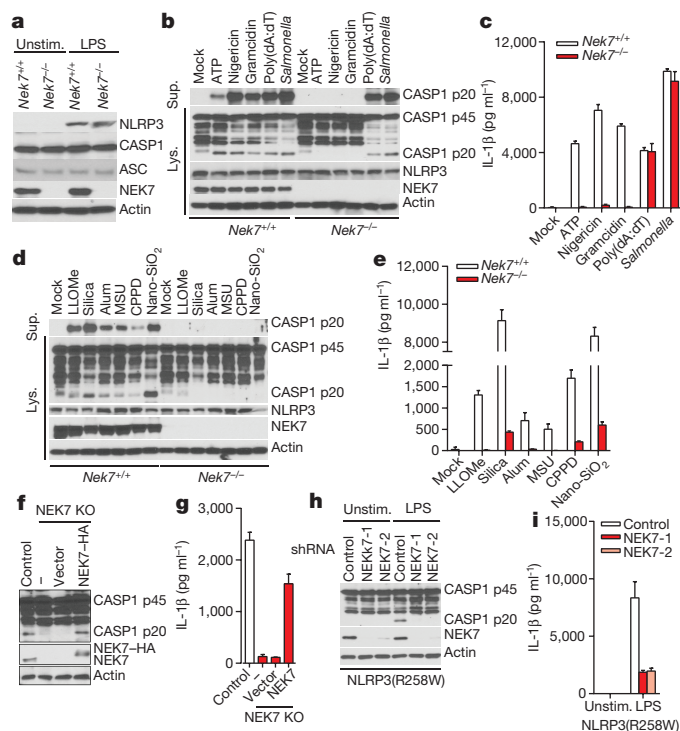 a
Unstim. LPS
Nek7+/+ Nek7–/– Nek7+/+ Nek7–/–
NLRP3
CASP1
ASC
NEK7
Actin
b
Mock ATP Nigericin Gramcidin Poly(dA:dT) Salmonella Mock ATP Nigericin Gramcidin Poly(dA:dT) Salmonella
Sup.
CASP1 p20
Lys.
CASP1 p45
CASP1 p20
NLRP3
NEK7
Actin
Nek7+/+ Nek7–/–
c
Nek7+/+
Nek7–/–
IL-1β (pg ml–1)
12,000
8,000
4,000
0
Mock ATP Nigericin Gramcidin Poly(dA:dT) Salmonella
d
Mock LLOMe Silica Alum MSU CPPD Nano-SiO2 Mock LLOMe Silica Alum MSU CPPD Nano-SiO2
Sup.
CASP1 p20
Lys.
CASP1 p45
CASP1 p20
NLRP3
NEK7
Actin
Nek7+/+ Nek7–/–
e
Nek7+/+
Nek7–/–
IL-1β (pg ml–1)
12,000
10,000
8,000
2,000
1,500
1,000
500
0
Mock LLOMe Silica Alum MSU CPPD Nano-SiO2
f
NEK7 KO
Control – Vector NEK7–HA
CASP1 p45
CASP1 p20
NEK7–HA
NEK7
Actin
g
IL-1β (pg ml–1)
3,000
2,000
1,000
0
Control – Vector NEK7
NEK7 KO
h
Unstim. LPS
shRNA
Control NEKk7-1 NEK7-2 Control NEK7-1 NEK7-2
CASP1 p45
CASP1 p20
NEK7
Actin
NLRP3(R258W)
i
Control
NEK7-1
NEK7-2
IL-1β (pg ml–1)
15,000
10,000
5,000
0
Unstim. LPS
NLRP3(R258W)